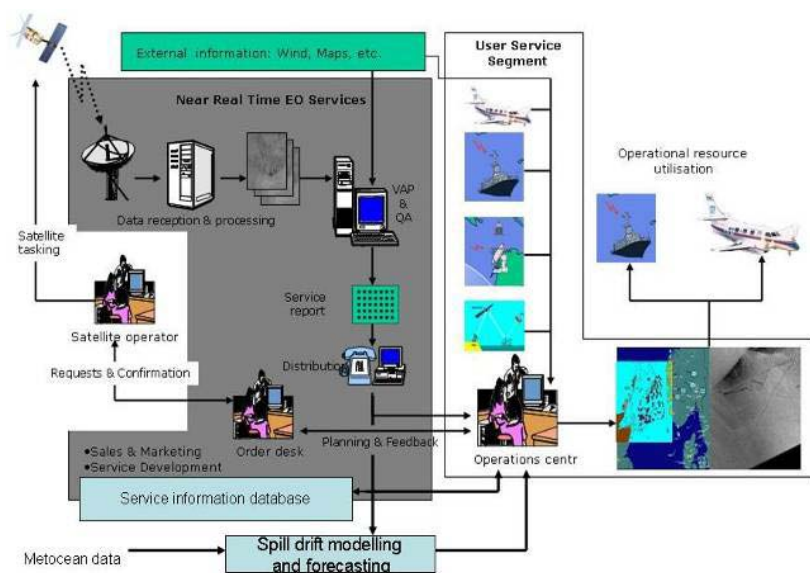 External information: Wind, Maps, etc.
User Service
Segment
Near Real Time EO Services
VAP
&
QA
Data reception & processing
Operational resource
utilisation
Satellite
tasking
Service
report
Satellite operator
Distribution
Requests & Confirmation
Planning & Feedback
•Sales & Marketing
•Service Development
Order desk
Operations centr
Service information database
Metocean data
Spill drift modelling
and forecasting